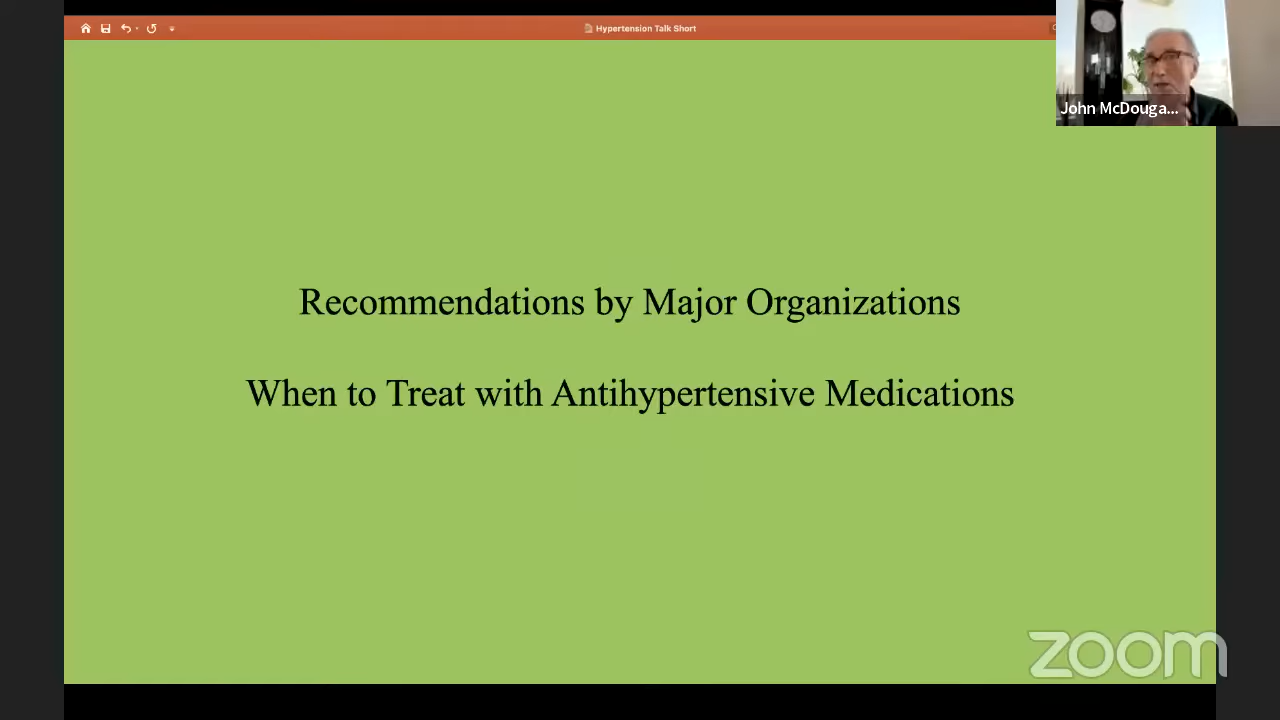 Hypertension Talk Short
John McDouga...
Recommendations by Major Organizations
When to Treat with Antihypertensive Medications
zoom